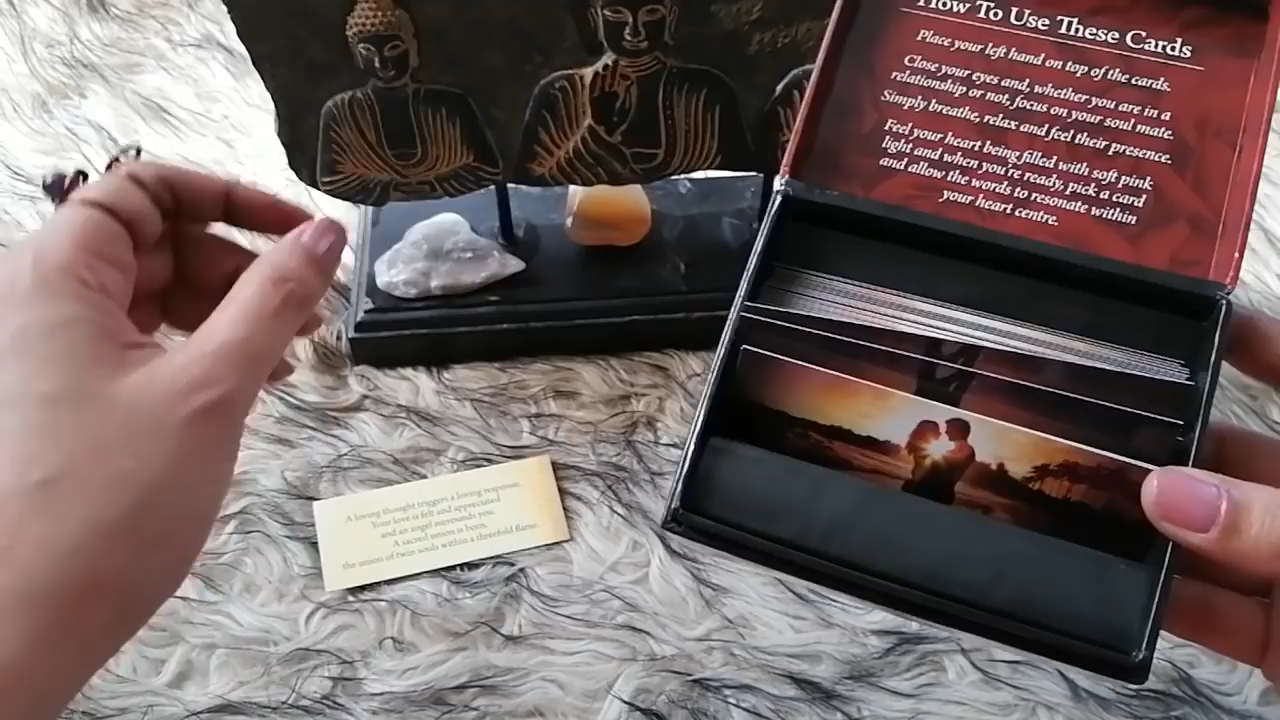 How To Use These Cards
Place your left hand on top of the cards.
Close your eyes and, whether you are in a
relationship or not, focus on your soul mate.
Simply breathe, relax and feel their presence.
Feel your heart being filled with soft pink
light and when you're ready, pick a card
and allow the words to resonate within
your heart centre.
A loving thought triggers a loving response.
Your love is felt and appreciated
and an angel surrounds you.
A sacred union is born,
the union of twin souls within a threefold flame.